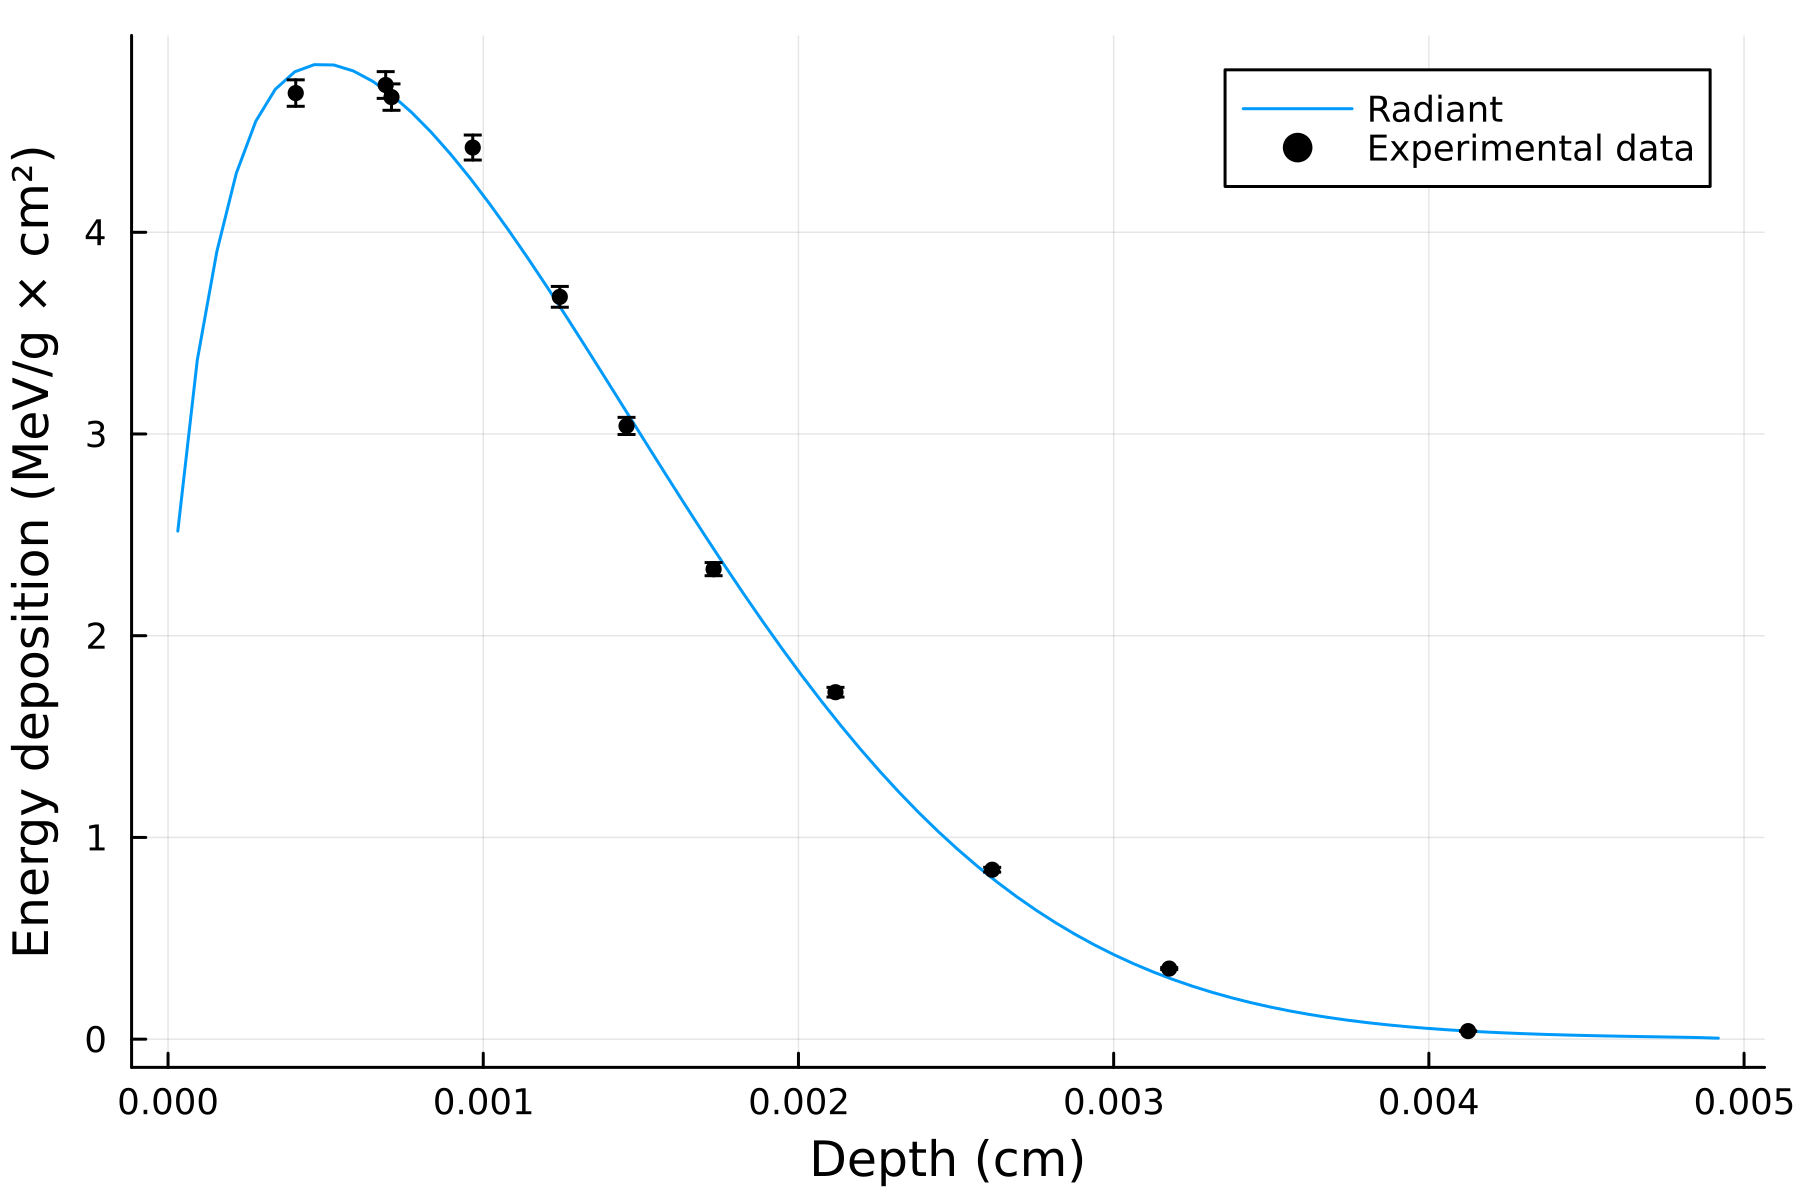 Radiant
Experimental data
Energy deposition (MeV/g × cm²)
4
3
2
1
0
0.000 0.001 0.002 0.003 0.004 0.005
Depth (cm)